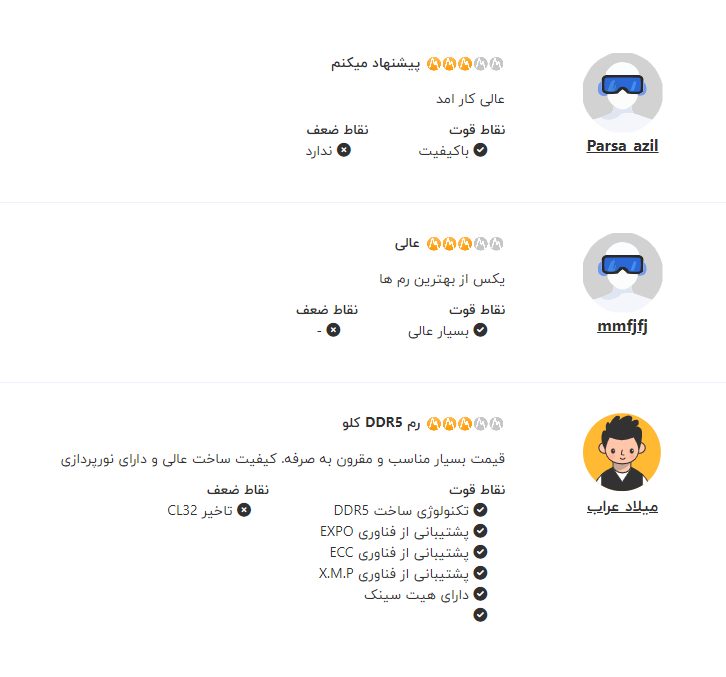 پیشنهاد میکنم
عالی کار امد
نقاط قوت
باکیفیت
نقاط ضعف
ندارد
Parsa_azil
عالی
یکس از بهترین رم ها
نقاط قوت
بسیار عالی
نقاط ضعف
-
mmfjfj
رم DDR5 کلو
قیمت بسیار مناسب و مقرون به صرفه. کیفیت ساخت عالی و دارای نورپردازی
نقاط قوت
تکنولوژی ساخت DDR5
پشتیبانی از فناوری EXPO
پشتیبانی از فناوری ECC
پشتیبانی از فناوری X.M.P
دارای هیت سینک
نقاط ضعف
تاخیر CL32
میلاد عراب